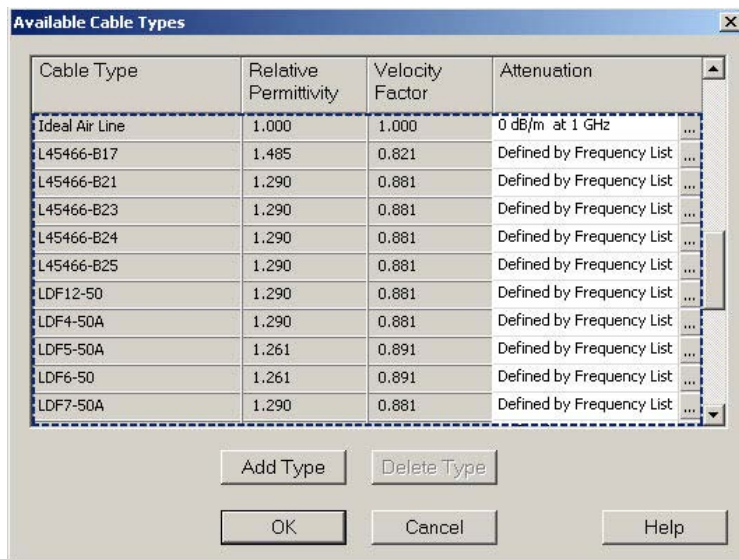 Available Cable Types
Cable Type Relative Permittivity Velocity Factor Attenuation
Ideal Air Line 1.000 1.000 0 dB/m at 1 GHz ...
L45466-B17 1.485 0.821 Defined by Frequency List ...
L45466-B21 1.290 0.881 Defined by Frequency List ...
L45466-B23 1.290 0.881 Defined by Frequency List ...
L45466-B24 1.290 0.881 Defined by Frequency List ...
L45466-B25 1.290 0.881 Defined by Frequency List ...
LDF12-50 1.290 0.881 Defined by Frequency List ...
LDF4-50A 1.290 0.881 Defined by Frequency List ...
LDF5-50A 1.261 0.891 Defined by Frequency List ...
LDF6-50 1.261 0.891 Defined by Frequency List ...
LDF7-50A 1.290 0.881 Defined by Frequency List ...
Add Type Delete Type
OK Cancel Help